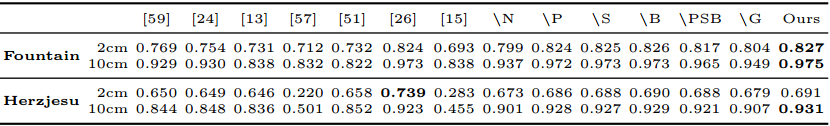 [59] [24] [13] [57] [51] [26] [15] \N \P \S \B \PSB \G Ours
Fountain 2cm 0.769 0.754 0.731 0.712 0.732 0.824 0.693 0.799 0.824 0.825 0.826 0.817 0.804 0.827
10cm 0.929 0.930 0.838 0.832 0.822 0.973 0.838 0.937 0.972 0.973 0.973 0.965 0.949 0.975
Herzjesu 2cm 0.650 0.649 0.646 0.220 0.658 0.739 0.283 0.673 0.686 0.688 0.690 0.688 0.679 0.691
10cm 0.844 0.848 0.836 0.501 0.852 0.923 0.455 0.901 0.928 0.927 0.929 0.921 0.907 0.931